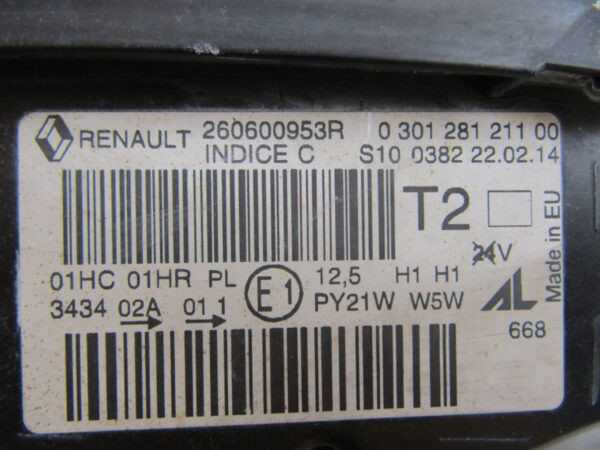 RENAULT 260600953R 0 301 281 211 00
INDICE C S10 0382 22.02.14
T2
24V
01HC 01HR PL E1 12,5 H1 H1
3434 02A 01 1 PY21W W5W AL
668
Made in EU